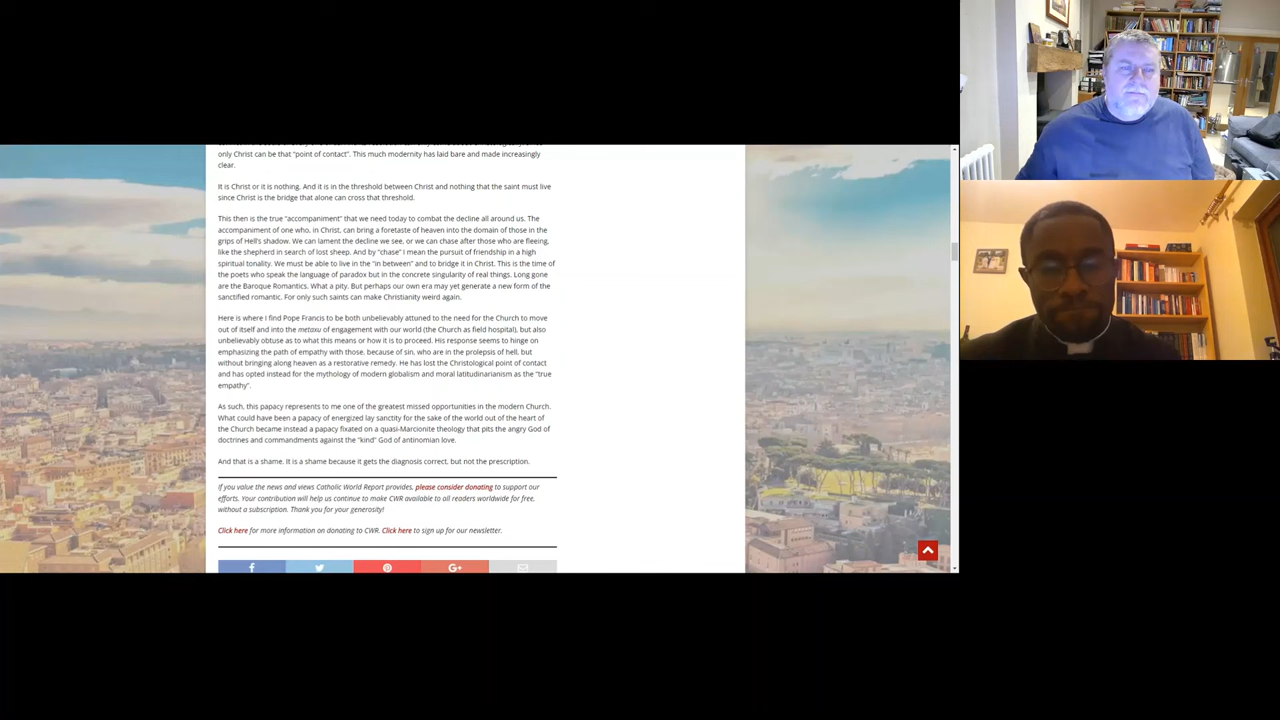 only Christ can be that "point of contact". This much modernity has laid bare and made increasingly
clear.
It is Christ or it is nothing. And it is in the threshold between Christ and nothing that the saint must live
since Christ is the bridge that alone can cross that threshold.
This then is the true "accompaniment" that we need today to combat the decline all around us. The
accompaniment of one who, in Christ, can bring a foretaste of heaven into the domain of those in the
grips of Hell's shadow. We can lament the decline we see, or we can chase after those who are fleeing,
like the shepherd in search of lost sheep. And by "chase" I mean the pursuit of friendship in a high
spiritual tonality. We must be able to live in the "in between" and to bridge it in Christ. This is the time of
the poets who speak the language of paradox but in the concrete singularity of real things. Long gone
are the Baroque Romantics. What a pity. But perhaps our own era may yet generate a new form of the
sanctified romantic. For only such saints can make Christianity weird again.
Here is where I find Pope Francis to be both unbelievably attuned to the need for the Church to move
out of itself and into the metaxu of engagement with our world (the Church as field hospital), but also
unbelievably obtuse as to what this means or how it is to proceed. His response seems to hinge on
emphasizing the path of empathy with those, because of sin, who are in the prolepsis of hell, but
without bringing along heaven as a restorative remedy. He has lost the Christological point of contact
and has opted instead for the mythology of modern globalism and moral latitudinarianism as the "true
empathy".
As such, this papacy represents to me one of the greatest missed opportunities in the modern Church.
What could have been a papacy of energized lay sanctity for the sake of the world out of the heart of
the Church became instead a papacy fixated on a quasi-Marcionite theology that pits the angry God of
doctrines and commandments against the "kind" God of antinomian love.
And that is a shame. It is a shame because it gets the diagnosis correct, but not the prescription.
If you value the news and views Catholic World Report provides, please consider donating to support our
efforts. Your contribution will help us continue to make CWR available to all readers worldwide for free,
without a subscription. Thank you for your generosity!
Click here for more information on donating to CWR. Click here to sign up for our newsletter.